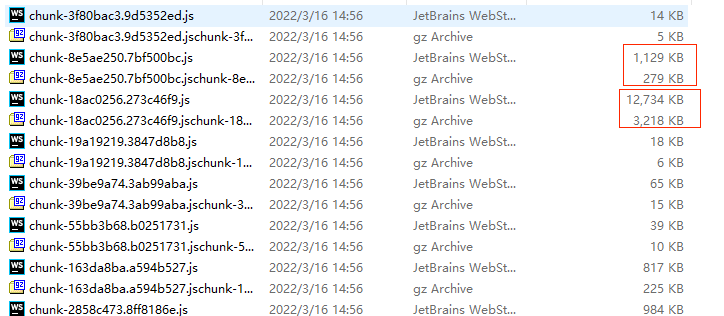 chunk-3f80bac3.9d5352ed.js 2022/3/16 14:56 JetBrains WebSt... 14 KB
chunk-3f80bac3.9d5352ed.jschunk-3f... 2022/3/16 14:56 gz Archive 5 KB
chunk-8e5ae250.7bf500bc.js 2022/3/16 14:56 JetBrains WebSt... 1,129 KB
chunk-8e5ae250.7bf500bc.jschunk-8e... 2022/3/16 14:56 gz Archive 279 KB
chunk-18ac0256.273c46f9.js 2022/3/16 14:56 JetBrains WebSt... 12,734 KB
chunk-18ac0256.273c46f9.jschunk-18... 2022/3/16 14:56 gz Archive 3,218 KB
chunk-19a19219.3847d8b8.js 2022/3/16 14:56 JetBrains WebSt... 18 KB
chunk-19a19219.3847d8b8.jschunk-1... 2022/3/16 14:56 gz Archive 6 KB
chunk-39be9a74.3ab99aba.js 2022/3/16 14:56 JetBrains WebSt... 65 KB
chunk-39be9a74.3ab99aba.jschunk-3... 2022/3/16 14:56 gz Archive 15 KB
chunk-55bb3b68.b0251731.js 2022/3/16 14:56 JetBrains WebSt... 39 KB
chunk-55bb3b68.b0251731.jschunk-5... 2022/3/16 14:56 gz Archive 10 KB
chunk-163da8ba.a594b527.js 2022/3/16 14:56 JetBrains WebSt... 817 KB
chunk-163da8ba.a594b527.jschunk-1... 2022/3/16 14:56 gz Archive 225 KB
chunk-2858c473.8ff8186e.js 2022/3/16 14:56 JetBrains WebSt... 984 KB